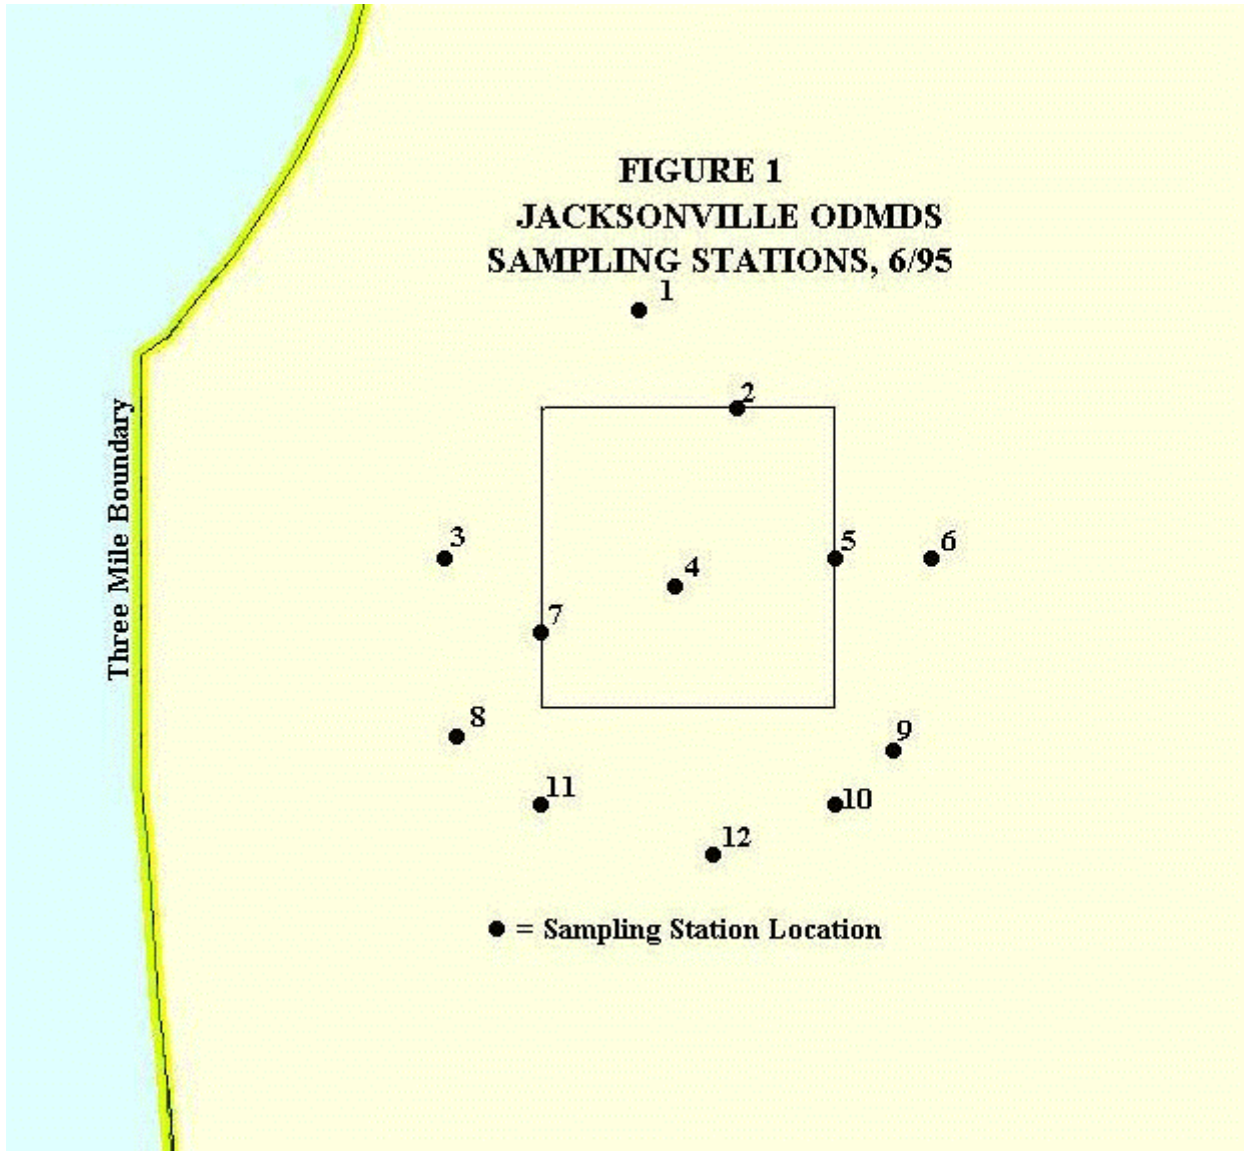 FIGURE 1
JACKSONVILLE ODMDS
SAMPLING STATIONS, 6/95
1
2
3
5
6
4
7
8
9
11
10
12
Three Mile Boundary
= Sampling Station Location